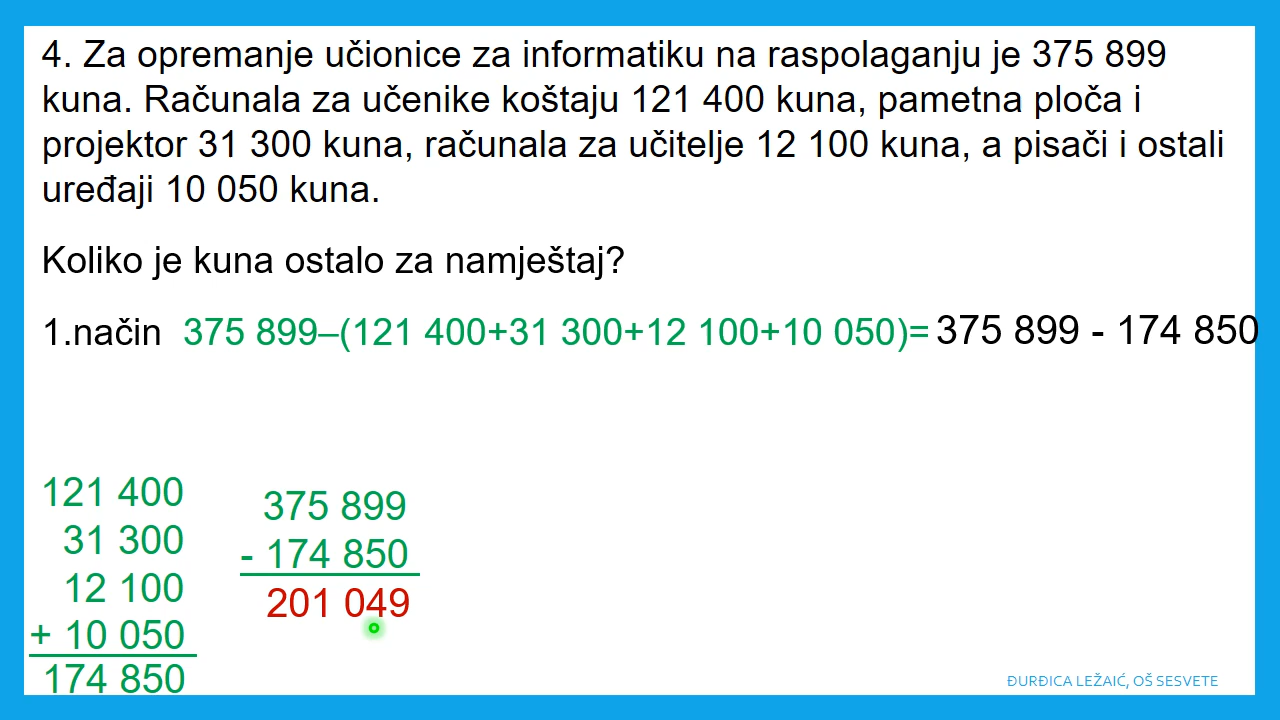 4. Za opremanje učionice za informatiku na raspolaganju je 375 899
kuna. Računala za učenike koštaju 121 400 kuna, pametna ploča i
projektor 31 300 kuna, računala za učitelje 12 100 kuna, a pisači i ostali
uređaji 10 050 kuna.
Koliko je kuna ostalo za namještaj?
1.način 375 899–(121 400+31 300+12 100+10 050)= 375 899 - 174 850
121 400
31 300
12 100
+ 10 050
174 850
375 899
- 174 850
201 049
ĐURĐICA LEŽAIĆ, OŠ SESVETE